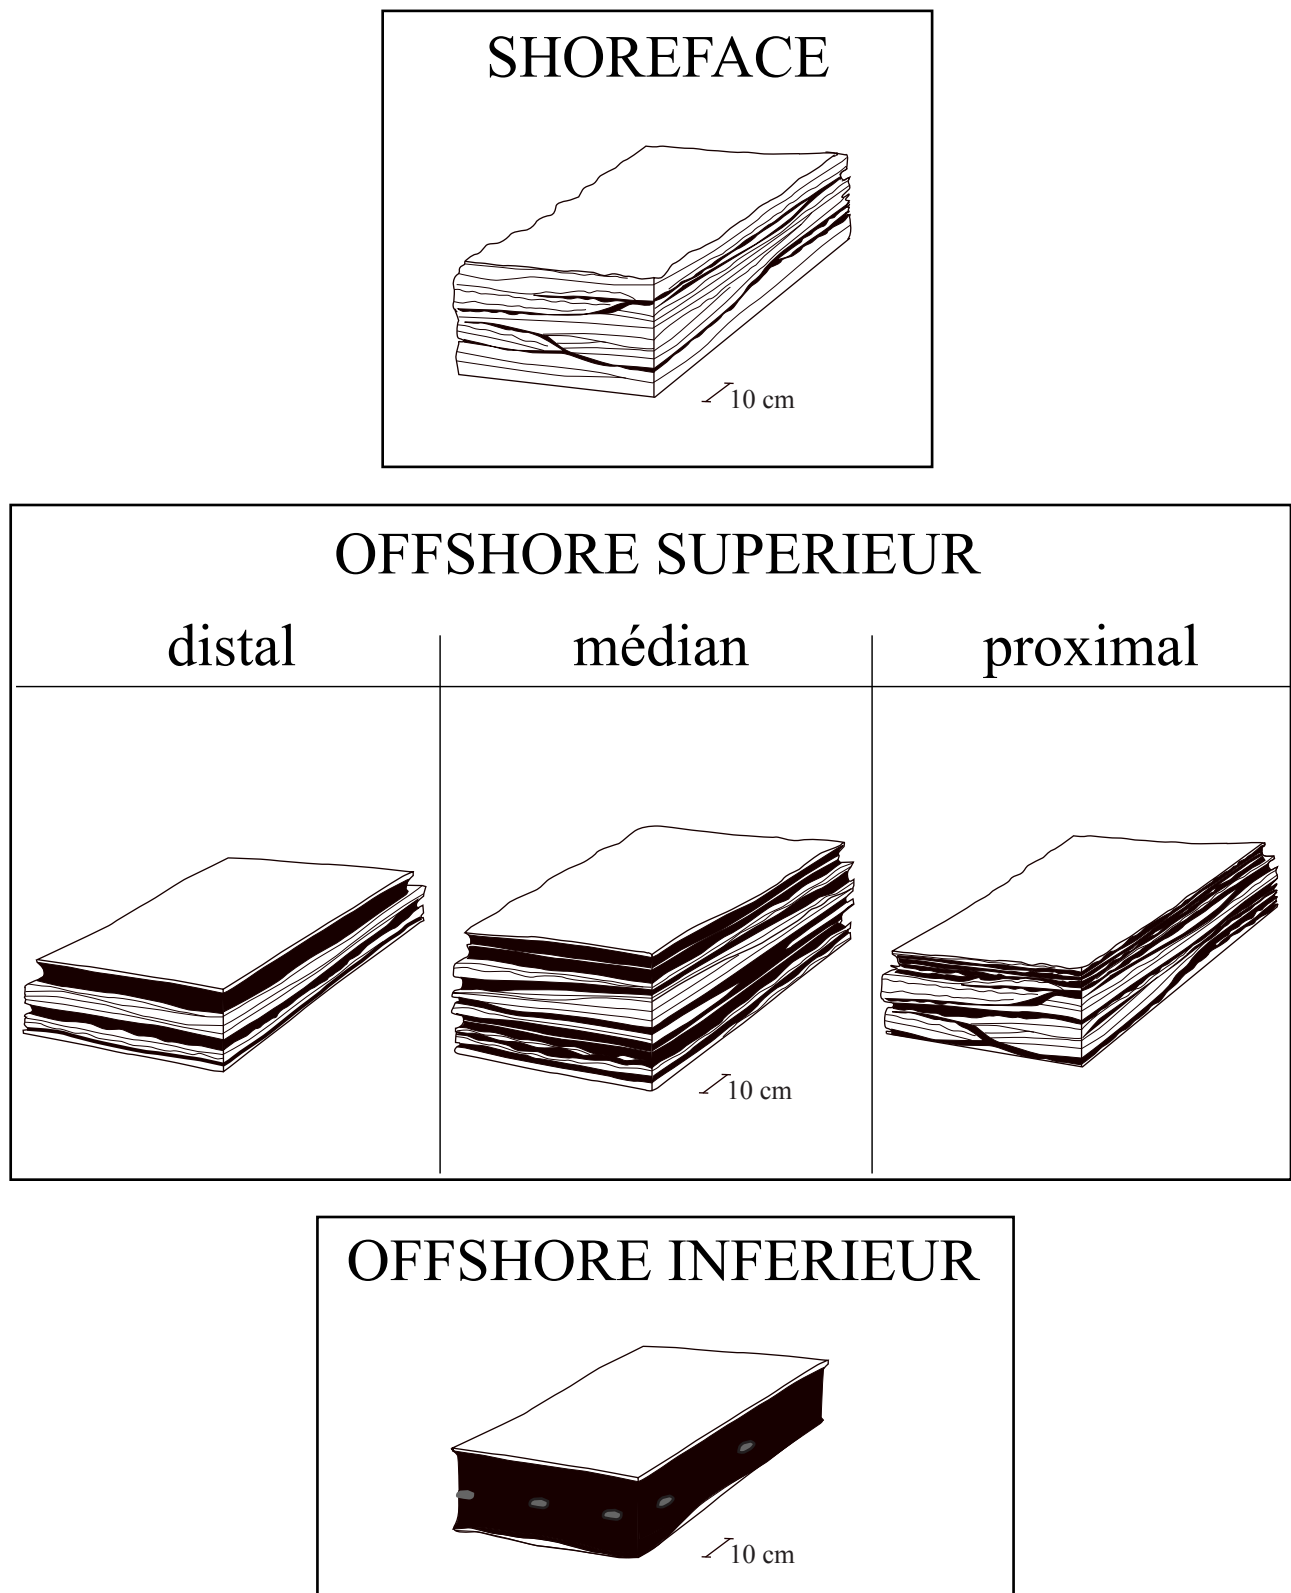 SHOREFACE
10 cm
OFFSHORE SUPERIEUR
distal médian proximal
10 cm
OFFSHORE INFERIEUR
10 cm